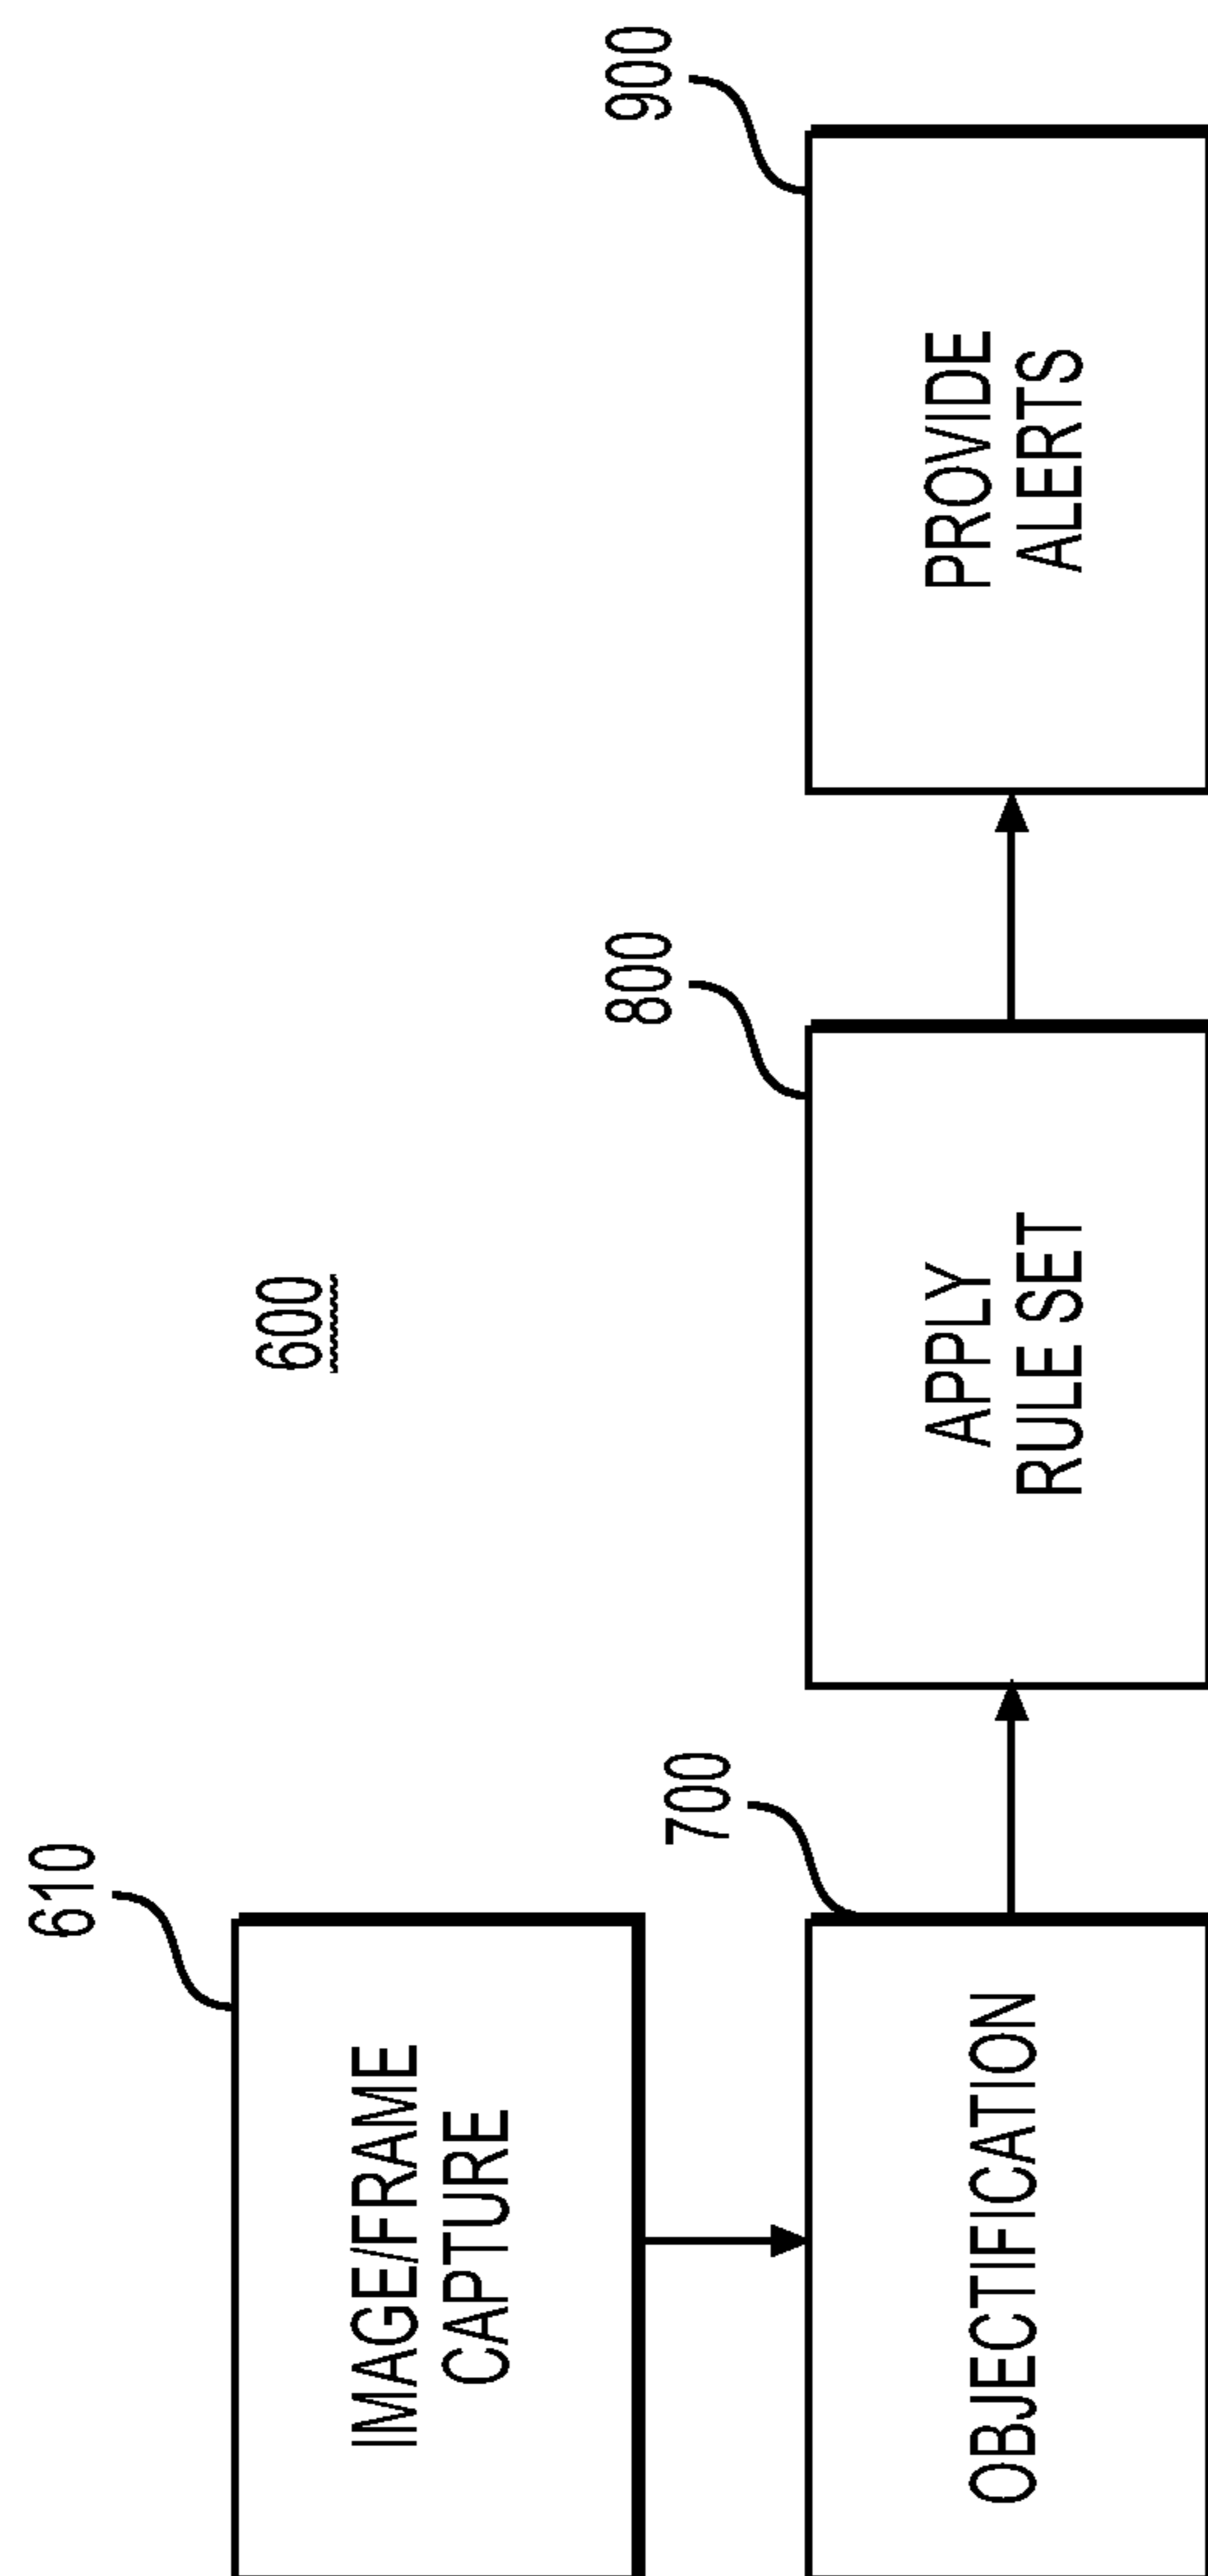 600
610
IMAGE/FRAME
CAPTURE
700
OBJECTIFICATION
800
APPLY
RULE SET
900
PROVIDE
ALERTS